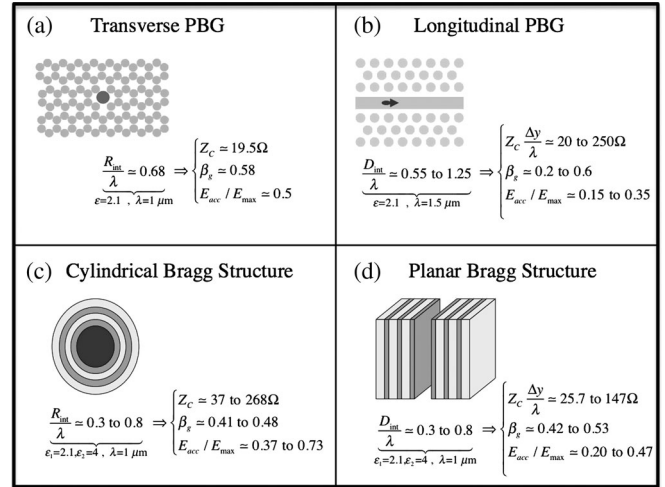 (a) Transverse PBG
R_int/λ ≃ 0.68 ⇒ { Z_C ≃ 19.5Ω
β_g ≃ 0.58
E_acc / E_max ≃ 0.5
ε=2.1 , λ=1 μm
(b) Longitudinal PBG
D_int/λ ≃ 0.55 to 1.25 ⇒ { Z_C Δy/λ ≃ 20 to 250Ω
β_g ≃ 0.2 to 0.6
E_acc / E_max ≃ 0.15 to 0.35
ε=2.1 , λ=1.5 μm
(c) Cylindrical Bragg Structure
R_int/λ ≃ 0.3 to 0.8 ⇒ { Z_C ≃ 37 to 268Ω
β_g ≃ 0.41 to 0.48
E_acc / E_max ≃ 0.37 to 0.73
ε₁=2.1,ε₂=4 , λ=1 μm
(d) Planar Bragg Structure
D_int/λ ≃ 0.3 to 0.8 ⇒ { Z_C Δy/λ ≃ 25.7 to 147Ω
β_g ≃ 0.42 to 0.53
E_acc / E_max ≃ 0.20 to 0.47
ε₁=2.1,ε₂=4 , λ=1 μm